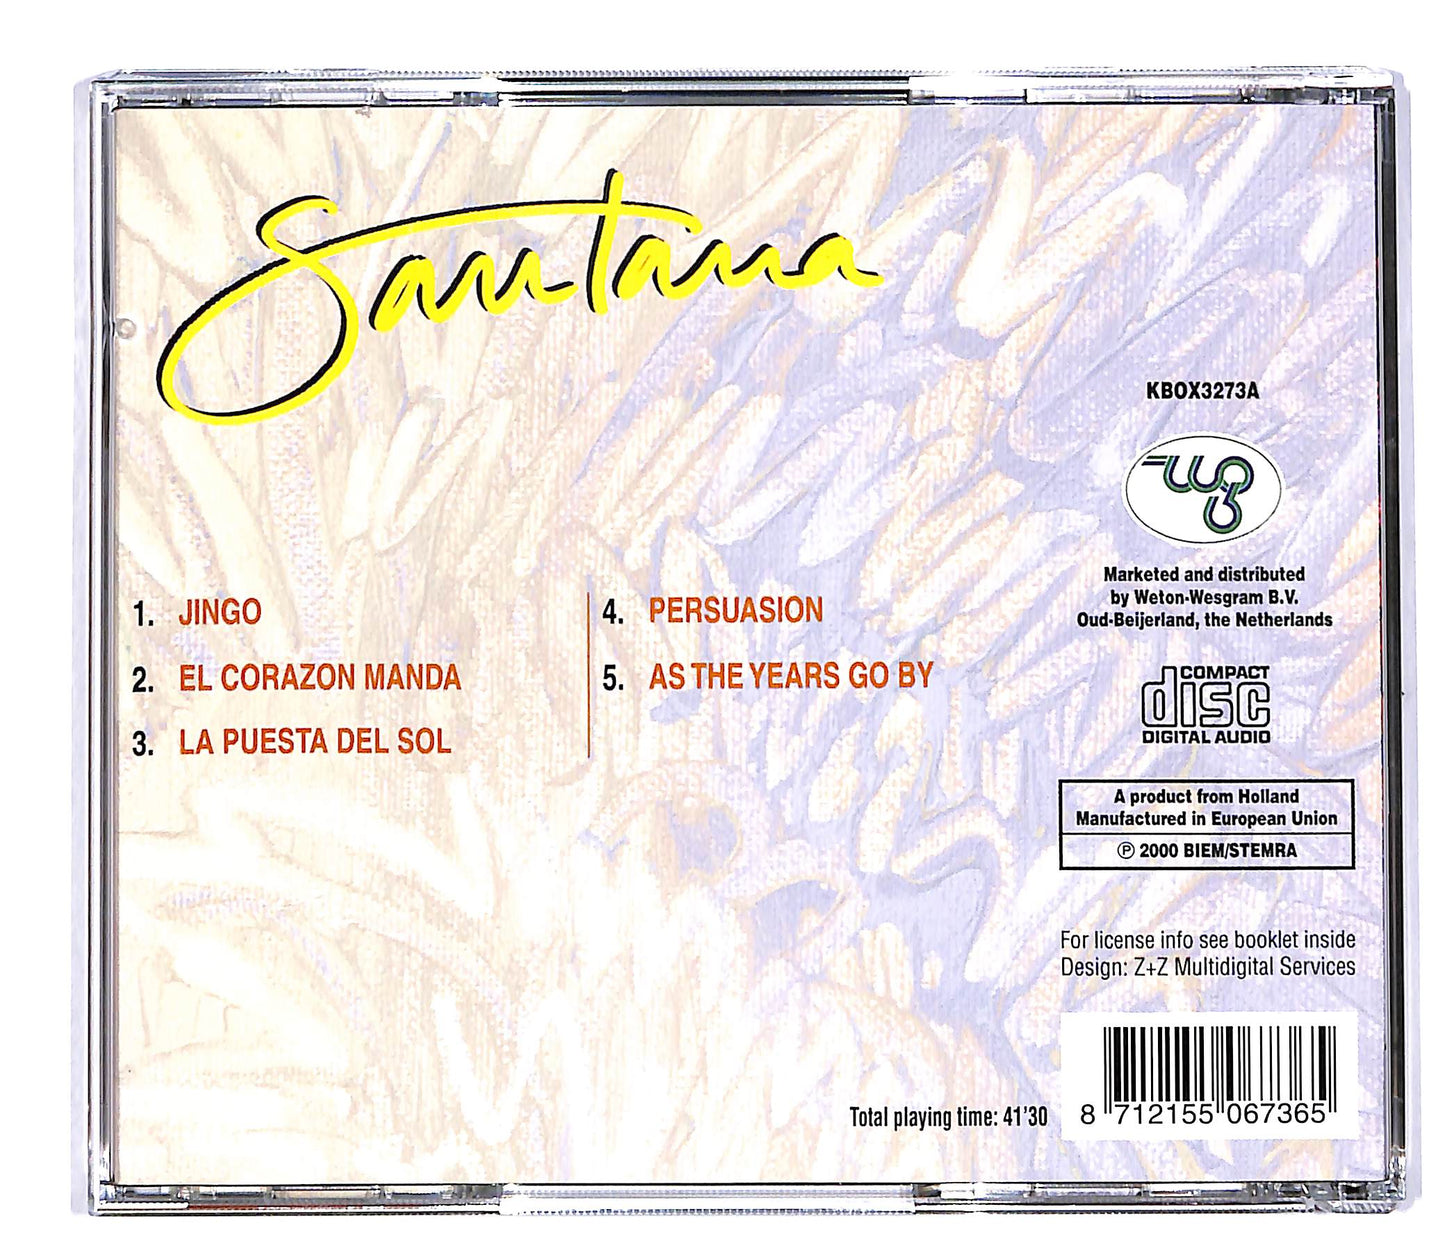 Santana
KBOX3273A
Marketed and distributed
by Weton-Wesgram B.V.
Oud-Beijerland, the Netherlands
1. JINGO
2. EL CORAZON MANDA
3. LA PUESTA DEL SOL
4. PERSUASION
5. AS THE YEARS GO BY
COMPACT
disc
DIGITAL AUDIO
A product from Holland
Manufactured in European Union
℗ 2000 BIEM/STEMRA
For license info see booklet inside
Design: Z+Z Multidigital Services
Total playing time: 41'30
8 712155 067365